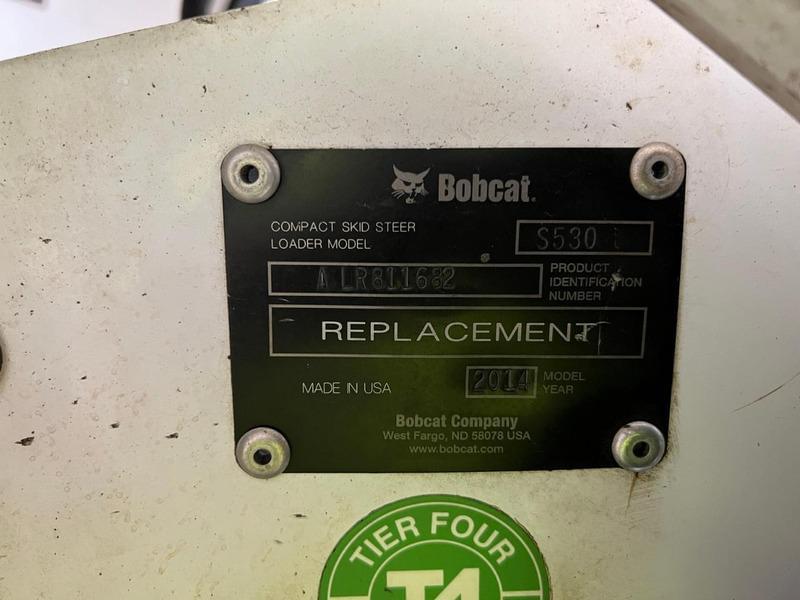 Bobcat.
COMPACT SKID STEER
LOADER MODEL
S530
A LR811682
PRODUCT
IDENTIFICATION
NUMBER
REPLACEMENT
MADE IN USA
2014
MODEL
YEAR
Bobcat Company
West Fargo, ND 58078 USA
www.bobcat.com
TIER FOUR
T4